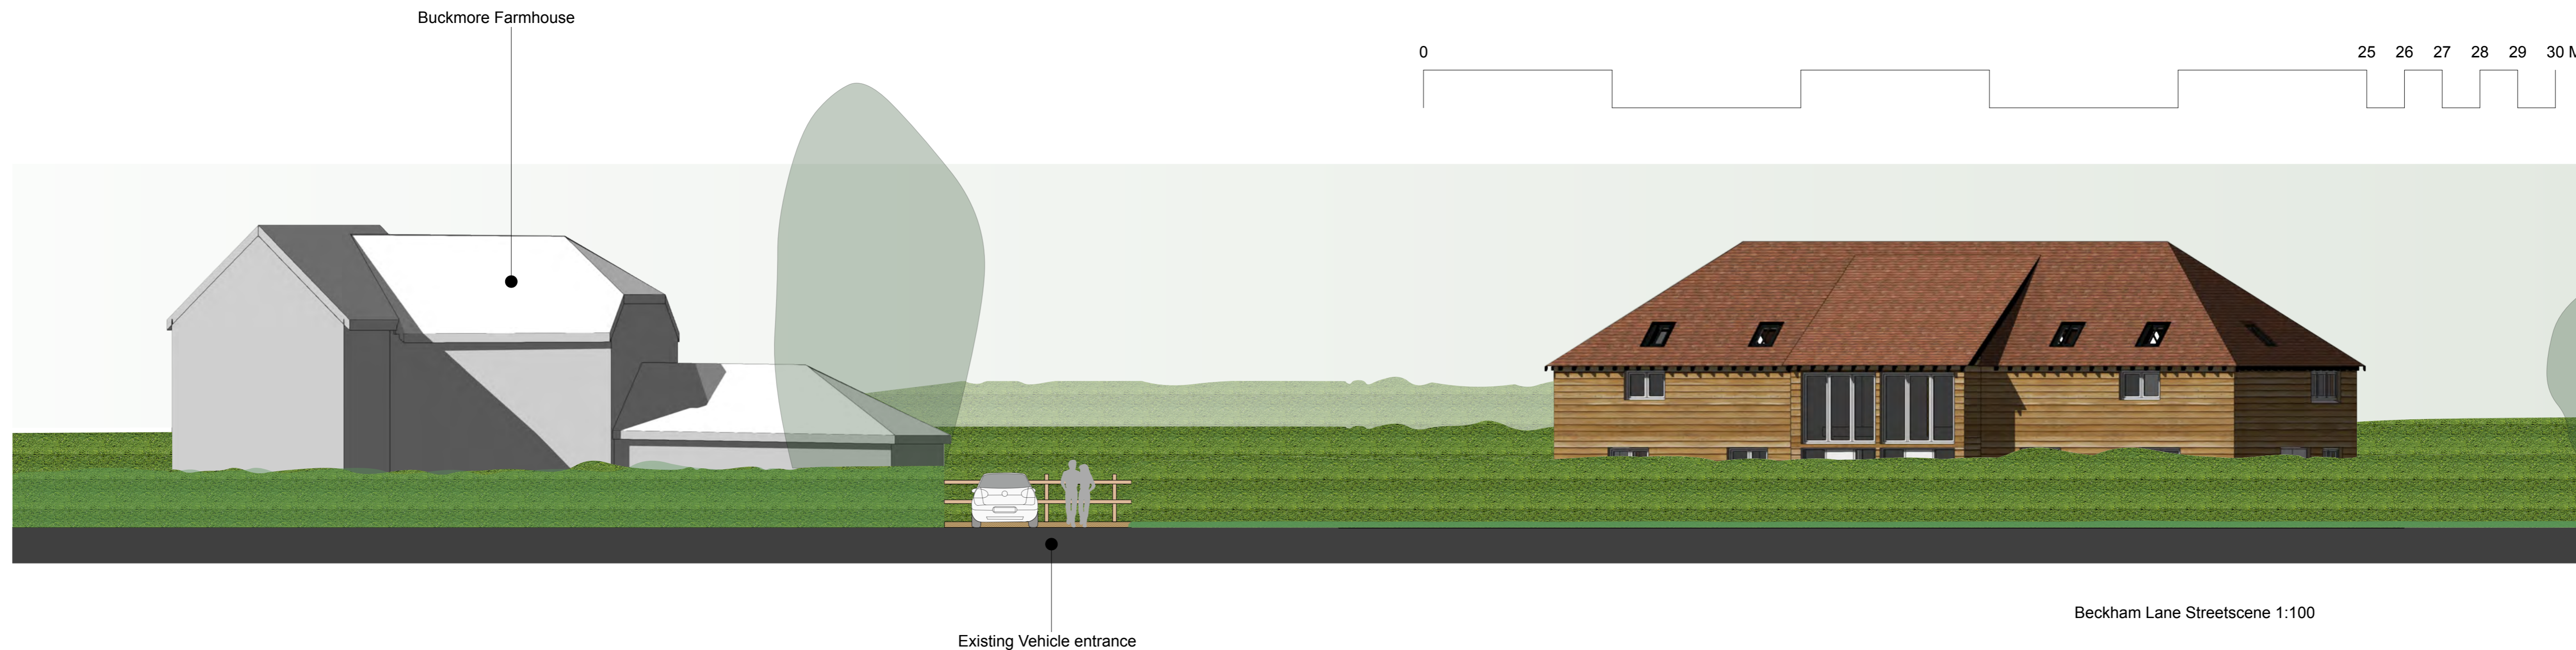 Buckmore Farmhouse
0 25 26 27 28 29 30 M
Existing Vehicle entrance
Beckham Lane Streetscene 1:100